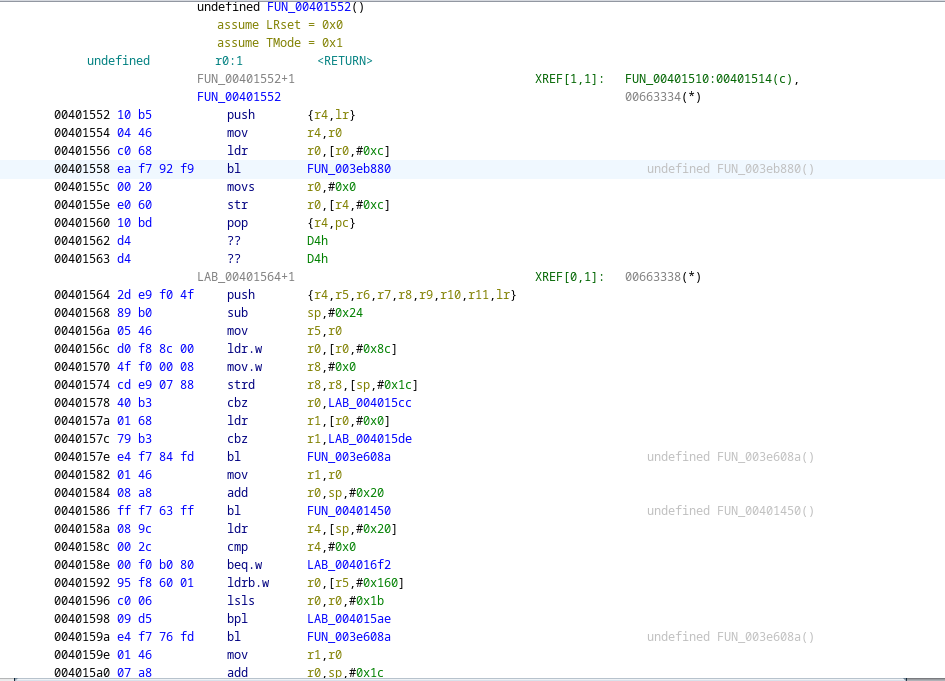 undefined FUN_00401552()
assume LRset = 0x0
assume TMode = 0x1
undefined r0:1 <RETURN>
FUN_00401552+1 XREF[1,1]: FUN_00401510:00401514(c),
FUN_00401552 00663334(*)
00401552 10 b5 push {r4,lr}
00401554 04 46 mov r4,r0
00401556 c0 68 ldr r0,[r0,#0xc]
00401558 ea f7 92 f9 bl FUN_003eb880 undefined FUN_003eb880()
0040155c 00 20 movs r0,#0x0
0040155e e0 60 str r0,[r4,#0xc]
00401560 10 bd pop {r4,pc}
00401562 d4 ?? D4h
00401563 d4 ?? D4h
LAB_00401564+1 XREF[0,1]: 00663338(*)
00401564 2d e9 f0 4f push {r4,r5,r6,r7,r8,r9,r10,r11,lr}
00401568 89 b0 sub sp,#0x24
0040156a 05 46 mov r5,r0
0040156c d0 f8 8c 00 ldr.w r0,[r0,#0x8c]
00401570 4f f0 00 08 mov.w r8,#0x0
00401574 cd e9 07 88 strd r8,r8,[sp,#0x1c]
00401578 40 b3 cbz r0,LAB_004015cc
0040157a 01 68 ldr r1,[r0,#0x0]
0040157c 79 b3 cbz r1,LAB_004015de
0040157e e4 f7 84 fd bl FUN_003e608a undefined FUN_003e608a()
00401582 01 46 mov r1,r0
00401584 08 a8 add r0,sp,#0x20
00401586 ff f7 63 ff bl FUN_00401450 undefined FUN_00401450()
0040158a 08 9c ldr r4,[sp,#0x20]
0040158c 00 2c cmp r4,#0x0
0040158e 00 f0 b0 80 beq.w LAB_004016f2
00401592 95 f8 60 01 ldrb.w r0,[r5,#0x160]
00401596 c0 06 lsls r0,r0,#0x1b
00401598 09 d5 bpl LAB_004015ae
0040159a e4 f7 76 fd bl FUN_003e608a undefined FUN_003e608a()
0040159e 01 46 mov r1,r0
004015a0 07 a8 add r0,sp,#0x1c